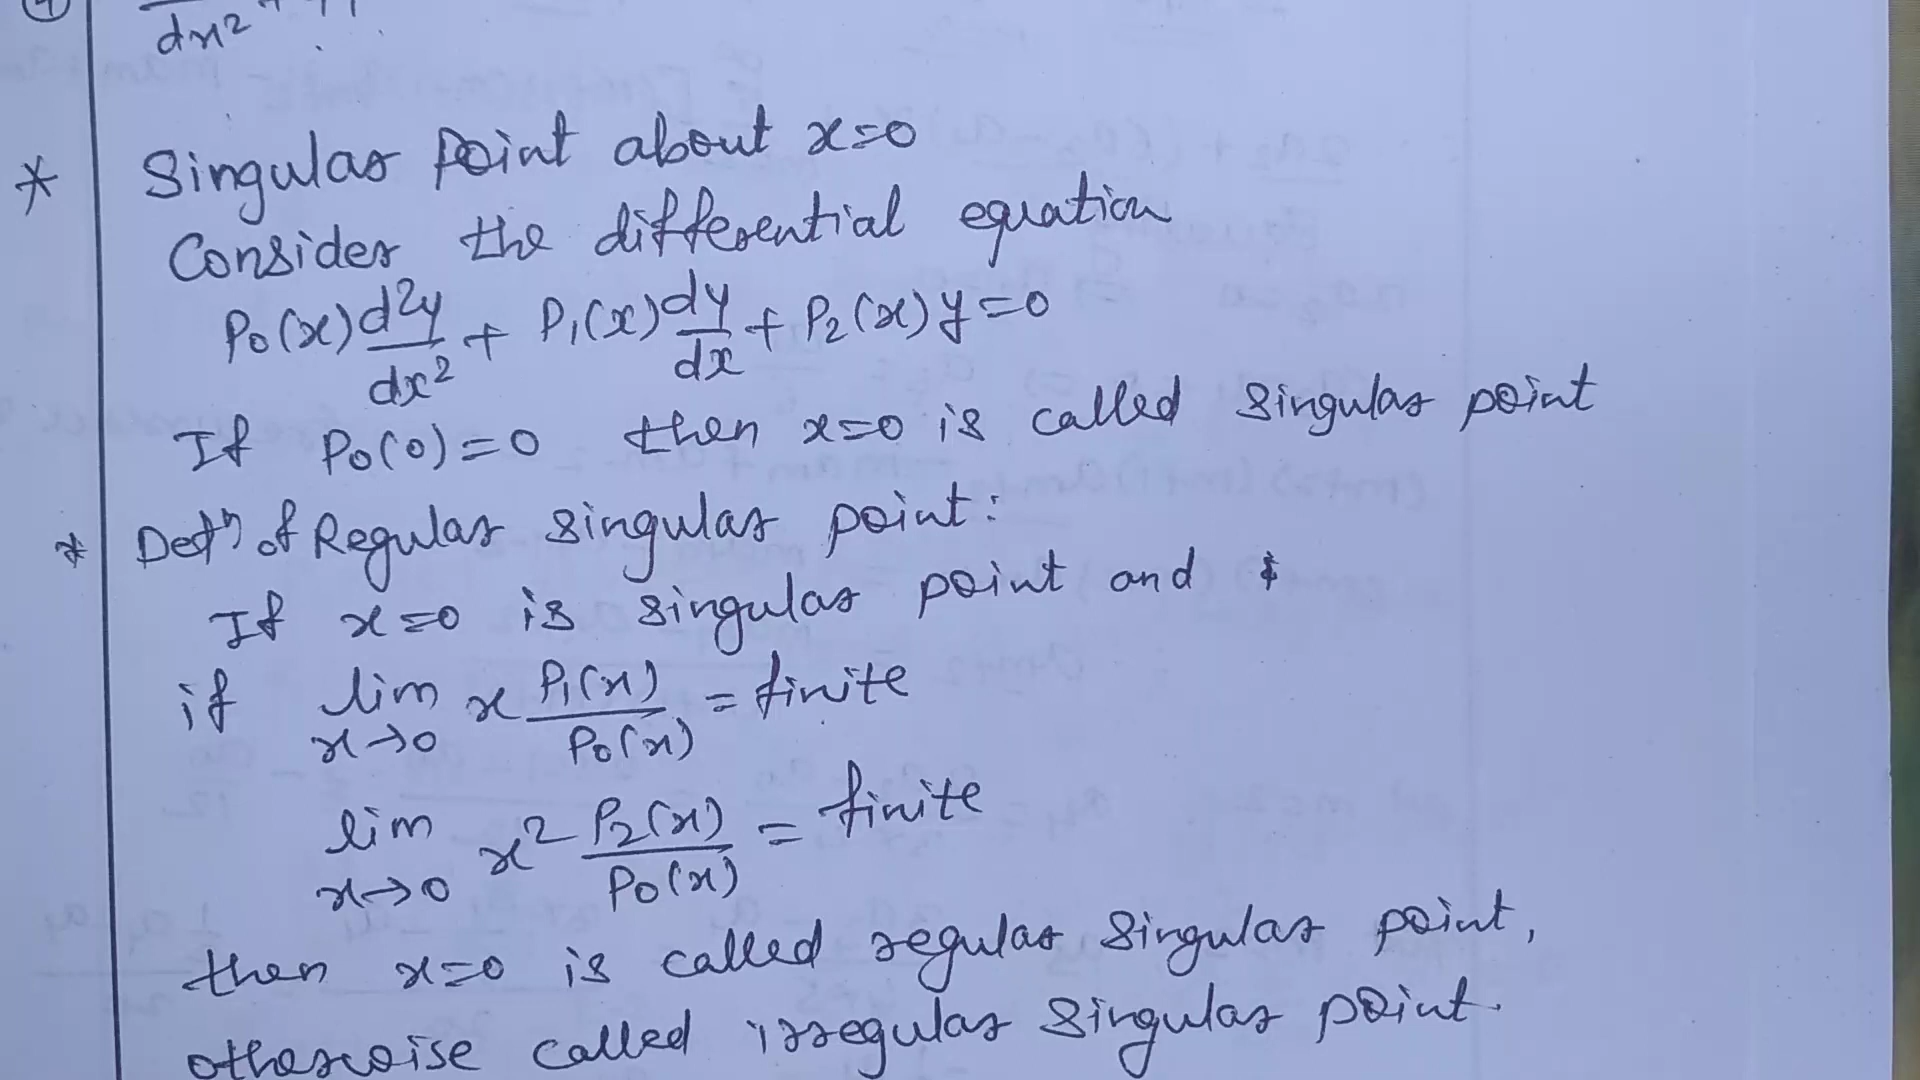 dx²
* Singular Point about x=0
Consider the differential equation
P₀(x) d²y/dx² + P₁(x) dy/dx + P₂(x) y = 0
If P₀(0)=0 then x=0 is called singular point
* Defⁿ of Regular singular point:
If x=0 is singular point and
if lim x→0 x P₁(x)/P₀(x) = finite
lim x→0 x² P₂(x)/P₀(x) = finite
then x=0 is called regular singular point,
otherwise called irregular singular point.